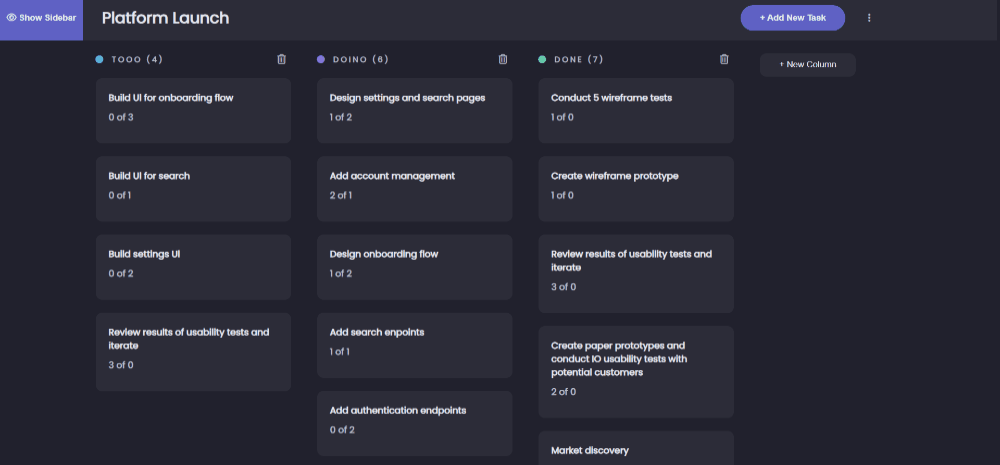 Show Sidebar
Platform Launch
+ Add New Task
TOOO (4)
Build UI for onboarding flow
0 of 3
Build UI for search
0 of 1
Build settings UI
0 of 2
Review results of usability tests and
iterate
3 of 0
DOINO (6)
Design settings and search pages
1 of 2
Add account management
2 of 1
Design onboarding flow
1 of 2
Add search enpoints
1 of 1
Add authentication endpoints
0 of 2
DONE (7)
Conduct 5 wireframe tests
1 of 0
Create wireframe prototype
1 of 0
Review results of usability tests and
iterate
3 of 0
Create paper prototypes and
conduct IO usability tests with
potential customers
2 of 0
Market discovery
+ New Column